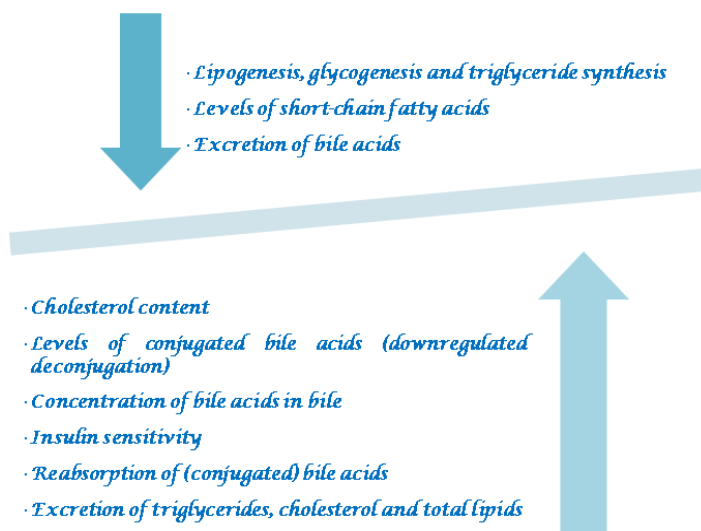 · Lipogenesis, glycogenesis and triglyceride synthesis
· Levels of short-chain fatty acids
· Excretion of bile acids
· Cholesterol content
· Levels of conjugated bile acids (downregulated
deconjugation)
· Concentration of bile acids in bile
· Insulin sensitivity
· Reabsorption of (conjugated) bile acids
· Excretion of triglycerides, cholesterol and total lipids